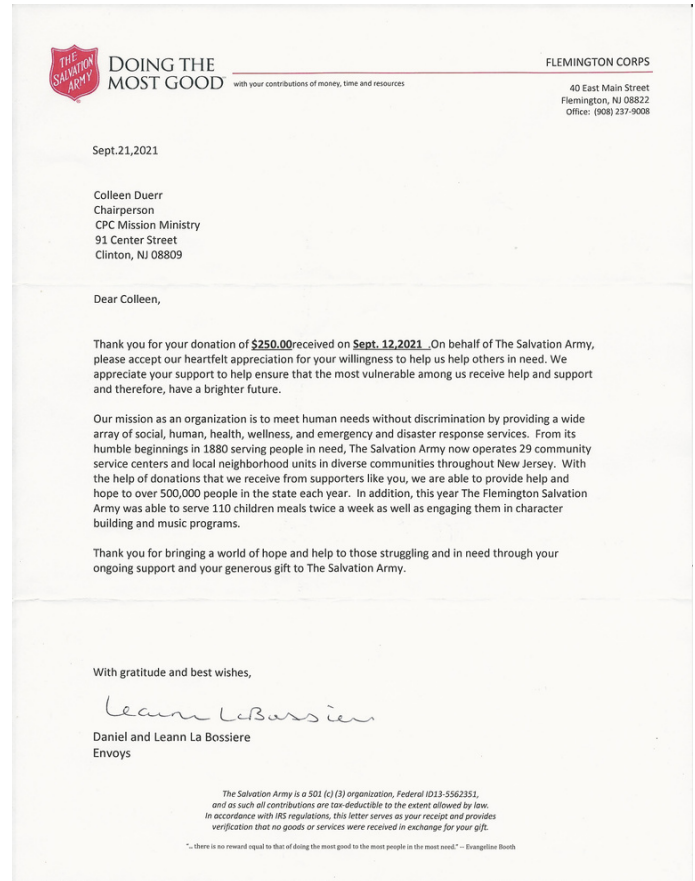 THE
SALVATION
ARMY
DOING THE
MOST GOOD™
with your contributions of money, time and resources
FLEMINGTON CORPS
40 East Main Street
Flemington, NJ 08822
Office: (908) 237-9008
Sept.21,2021
Colleen Duerr
Chairperson
CPC Mission Ministry
91 Center Street
Clinton, NJ 08809
Dear Colleen,
Thank you for your donation of $250.00received on Sept. 12,2021 .On behalf of The Salvation Army,
please accept our heartfelt appreciation for your willingness to help us help others in need. We
appreciate your support to help ensure that the most vulnerable among us receive help and support
and therefore, have a brighter future.
Our mission as an organization is to meet human needs without discrimination by providing a wide
array of social, human, health, wellness, and emergency and disaster response services. From its
humble beginnings in 1880 serving people in need, The Salvation Army now operates 29 community
service centers and local neighborhood units in diverse communities throughout New Jersey. With
the help of donations that we receive from supporters like you, we are able to provide help and
hope to over 500,000 people in the state each year. In addition, this year The Flemington Salvation
Army was able to serve 110 children meals twice a week as well as engaging them in character
building and music programs.
Thank you for bringing a world of hope and help to those struggling and in need through your
ongoing support and your generous gift to The Salvation Army.
With gratitude and best wishes,
Leann LaBossiere
Daniel and Leann La Bossiere
Envoys
The Salvation Army is a 501 (c) (3) organization, Federal ID13-5562351,
and as such all contributions are tax-deductible to the extent allowed by law.
In accordance with IRS regulations, this letter serves as your receipt and provides
verification that no goods or services were received in exchange for your gift.
"... there is no reward equal to that of doing the most good to the most people in the most need." -- Evangeline Booth